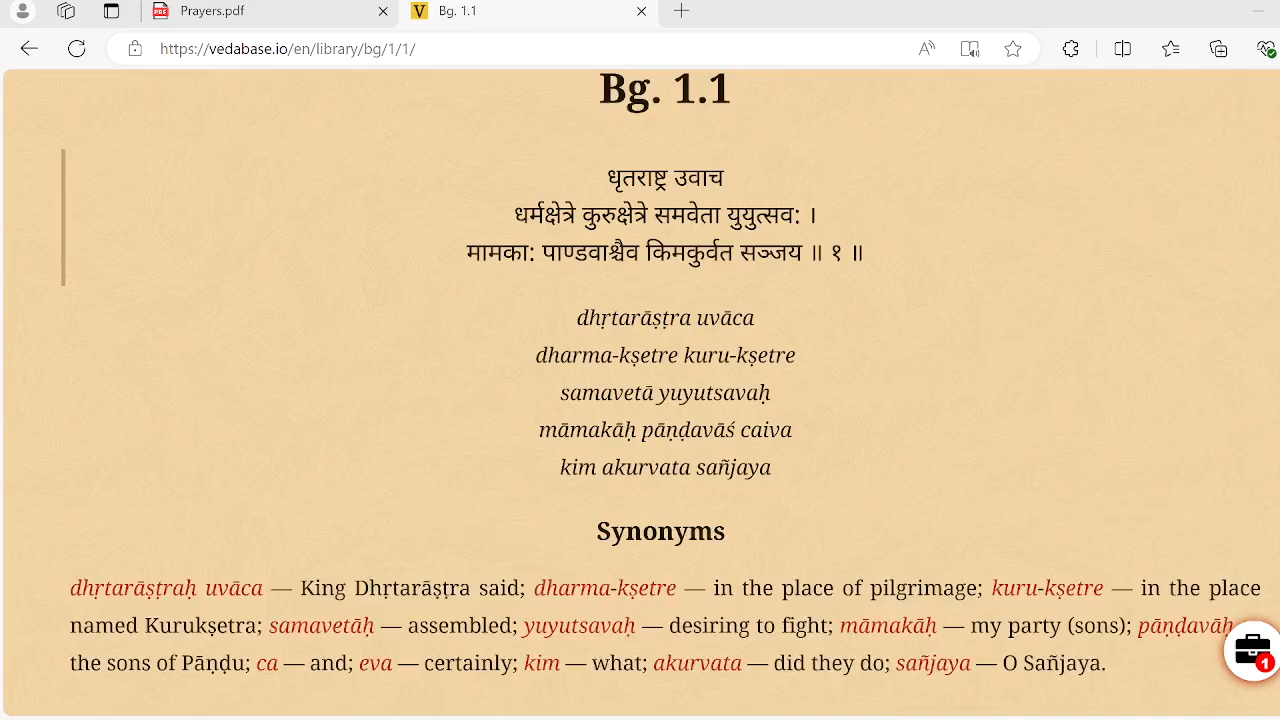 Prayers.pdf
Bg. 1.1
https://vedabase.io/en/library/bg/1/1/
Bg. 1.1
धृतराष्ट्र उवाच
धर्मक्षेत्रे कुरुक्षेत्रे समवेता युयुत्सवः ।
मामकाः पाण्डवाश्चैव किमकुर्वत सञ्जय ॥ १ ॥
dhṛtarāṣṭra uvāca
dharma-kṣetre kuru-kṣetre
samavetā yuyutsavaḥ
māmakāḥ pāṇḍavāś caiva
kim akurvata sañjaya
Synonyms
dhṛtarāṣṭraḥ uvāca — King Dhṛtarāṣṭra said; dharma-kṣetre — in the place of pilgrimage; kuru-kṣetre — in the place
named Kurukṣetra; samavetāḥ — assembled; yuyutsavaḥ — desiring to fight; māmakāḥ — my party (sons); pāṇḍavāḥ
the sons of Pāṇḍu; ca — and; eva — certainly; kim — what; akurvata — did they do; sañjaya — O Sañjaya.
1